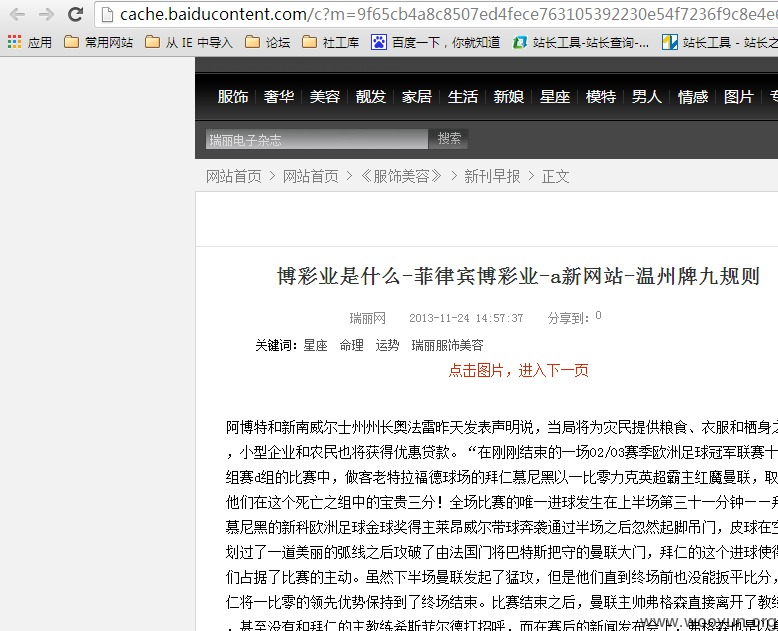 cache.baiducontent.com/c?m=9f65cb4a8c8507ed4fece763105392230e54f7236f9c8e4e
应用 常用网站 从 IE 中导入 论坛 社工库 百度一下，你就知道 站长工具-站长查询-... 站长工具 - 站长之
服饰 奢华 美容 靓发 家居 生活 新娘 星座 模特 男人 情感 图片
瑞丽电子杂志 搜索
网站首页 > 网站首页 > 《服饰美容》 > 新刊早报 > 正文
博彩业是什么-菲律宾博彩业-a新网站-温州牌九规则
瑞丽网 2013-11-24 14:57:37 分享到: 0
关键词: 星座 命理 运势 瑞丽服饰美容
点击图片，进入下一页
阿博特和新南威尔士州州长奥法雷昨天发表声明说，当局将为灾民提供粮食、衣服和栖身之
，小型企业和农民也将获得优惠贷款。“在刚刚结束的一场02/03赛季欧洲足球冠军联赛十
组赛d组的比赛中，做客老特拉福德球场的拜仁慕尼黑以一比零力克英超霸主红魔曼联，取
他们在这个死亡之组中的宝贵三分！全场比赛的唯一进球发生在上半场第三十一分钟——拜
慕尼黑的新科欧洲足球金球奖得主莱昂威尔带球奔袭通过半场之后忽然起脚吊门，皮球在空
划过了一道美丽的弧线之后攻破了由法国门将巴特斯把守的曼联大门，拜仁的这个进球使得
们占据了比赛的主动。虽然下半场曼联发起了猛攻，但是他们直到终场前也没能扳平比分，
仁将一比零的领先优势保持到了终场结束。比赛结束之后，曼联主帅弗格森直接离开了教练
，甚至没有和拜仁的主教练希斯菲尔德打招呼，而在赛后的新闻发布会上，弗格森也是以
www.wooyun.org